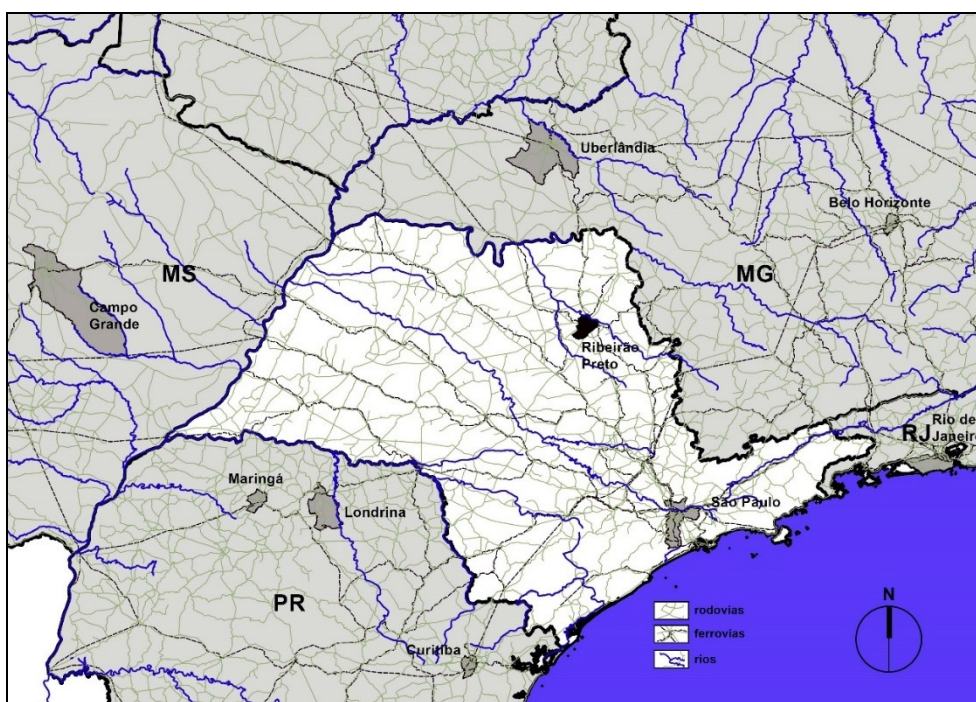 Uberlândia
Belo Horizonte
MS
MG
Campo
Grande
Ribeirão
Preto
RJ
Rio de
Janeiro
Maringá
Londrina
São Paulo
PR
Curitiba
rodovias
ferrovias
rios
N